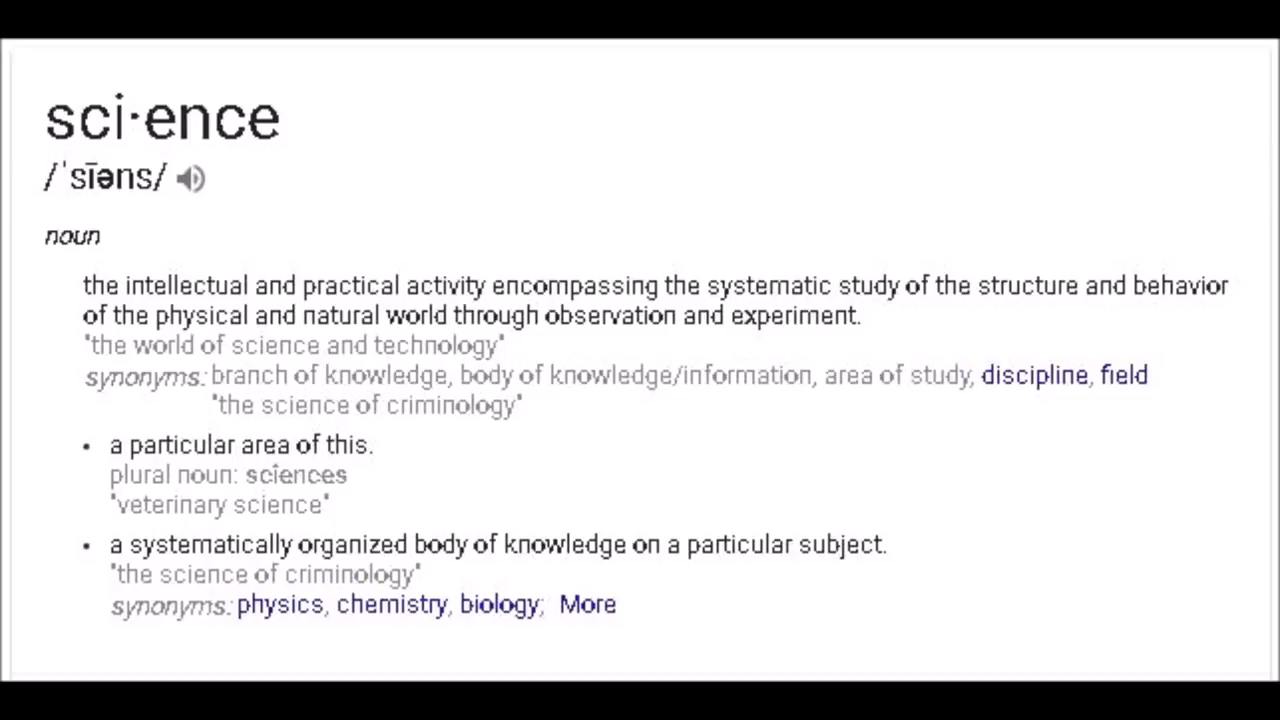 sci·ence
/ˈsīəns/
noun
the intellectual and practical activity encompassing the systematic study of the structure and behavior
of the physical and natural world through observation and experiment.
"the world of science and technology"
synonyms: branch of knowledge, body of knowledge/information, area of study, discipline, field
"the science of criminology"
• a particular area of this.
plural noun: sciences
"veterinary science"
• a systematically organized body of knowledge on a particular subject.
"the science of criminology"
synonyms: physics, chemistry, biology; More